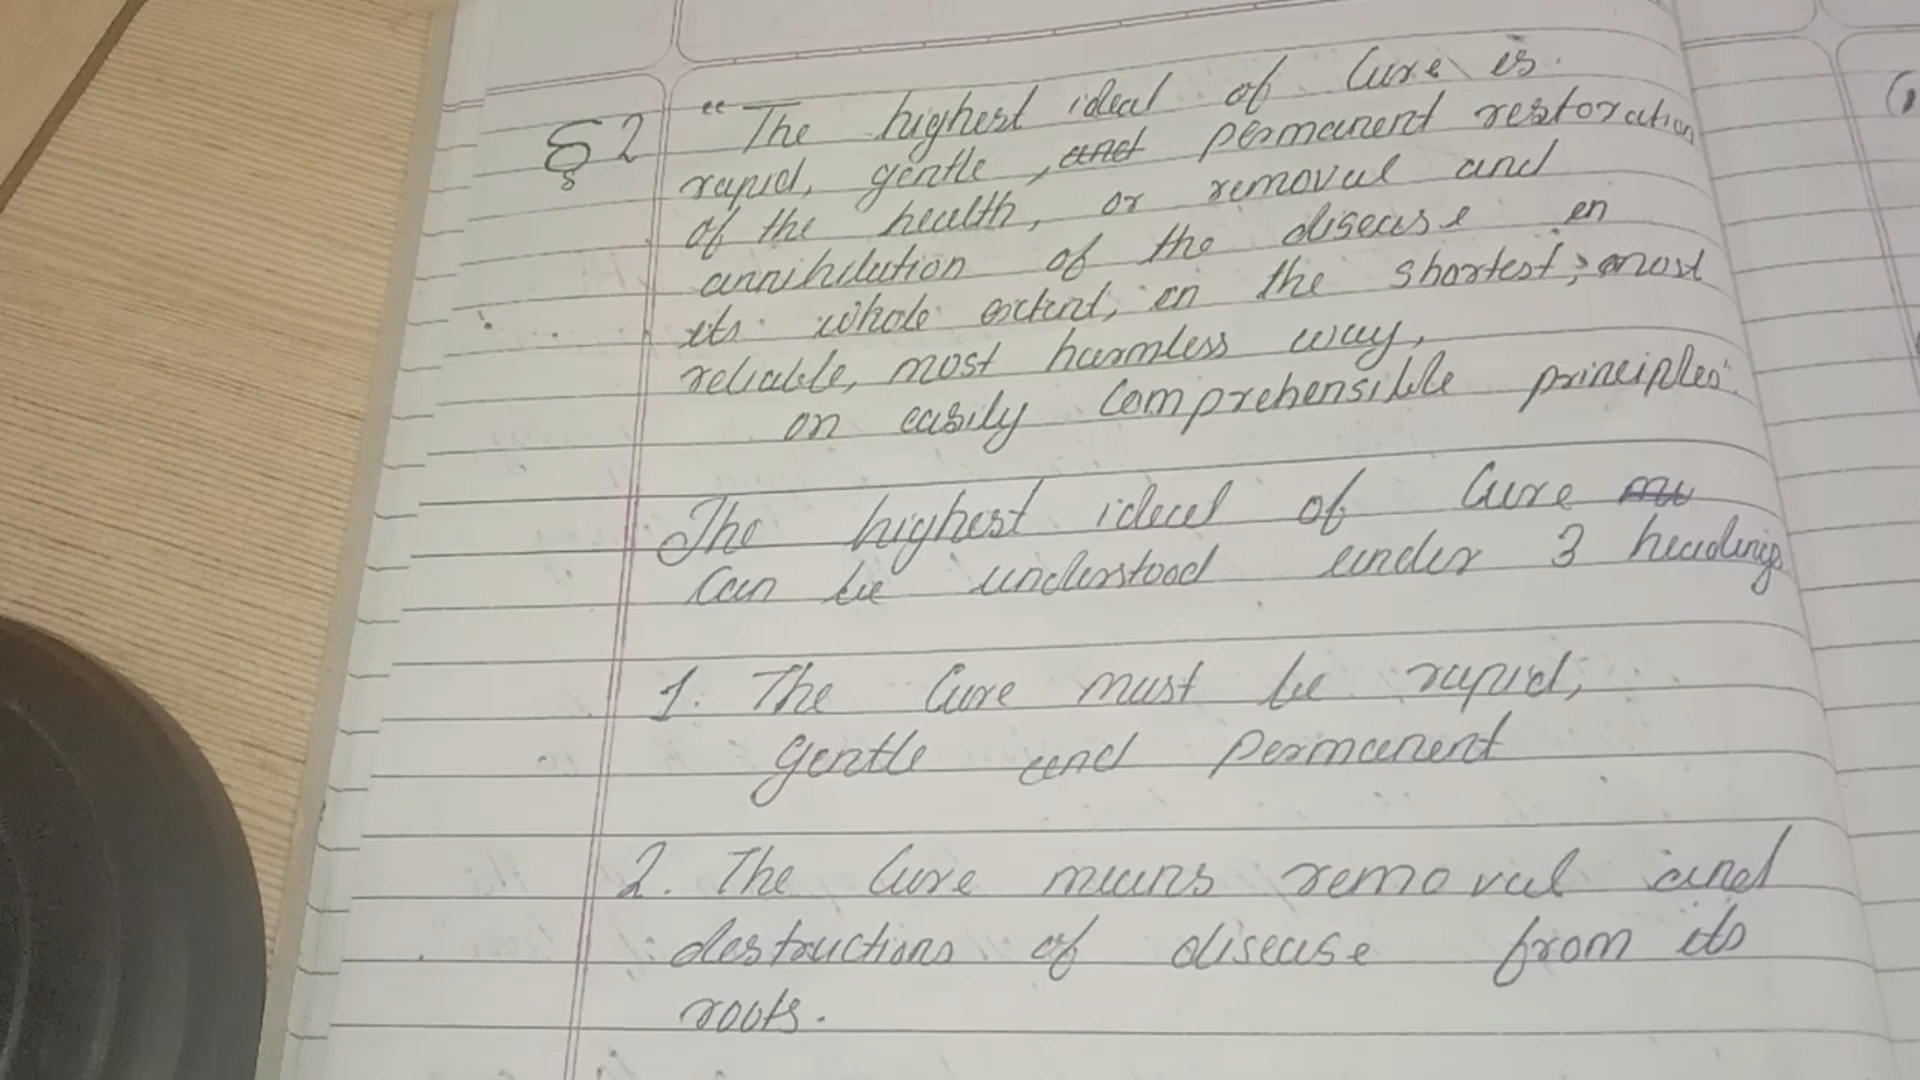 § 2 "The highest ideal of Cure is.
rapid, gentle, and permanent restoration
of the health, or removal and
annihilation of the disease in
its whole extent, in the shortest, most
reliable, most harmless way,
on easily comprehensible principles"
The highest ideal of Cure
can be understood under 3 headings
1. The Cure must be rapid,
gentle and permanent
2. The Cure means removal and
destructions of disease from its
roots.